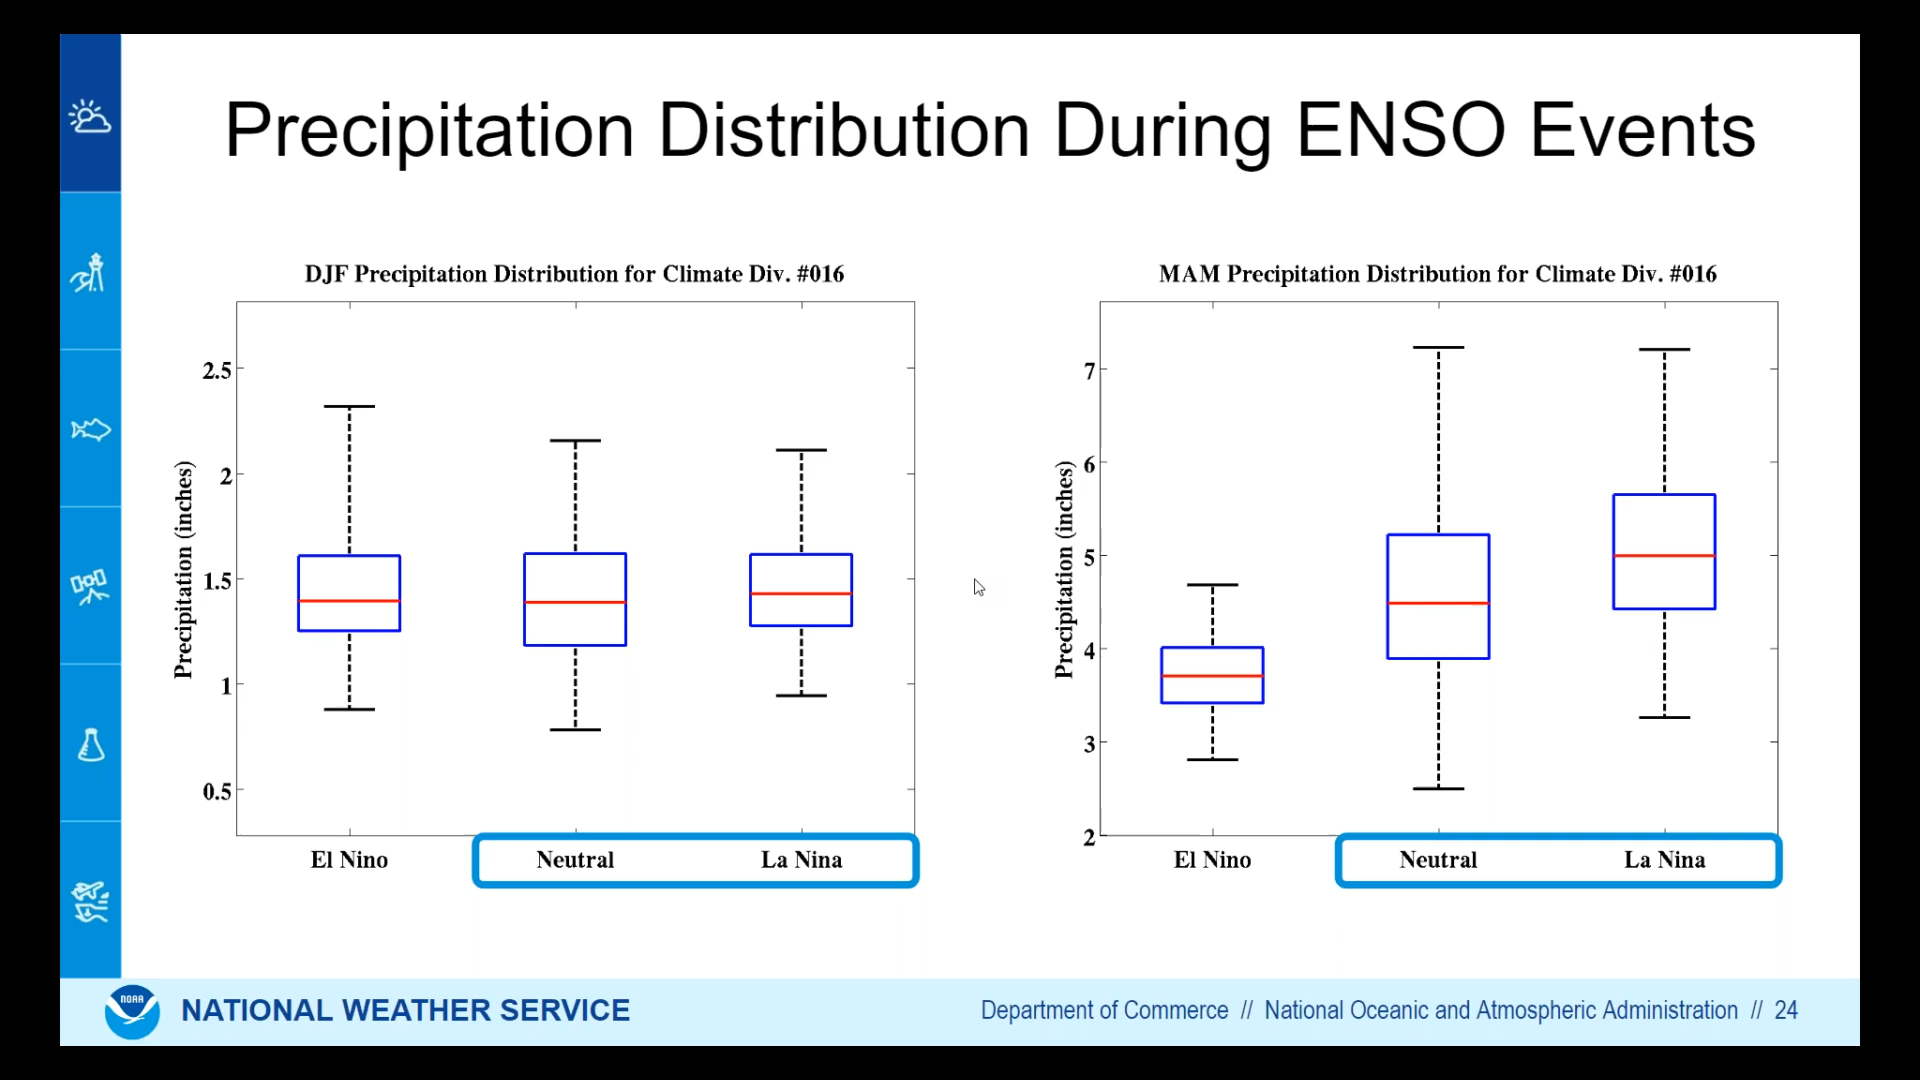 Precipitation Distribution During ENSO Events
DJF Precipitation Distribution for Climate Div. #016
Precipitation (inches)
2.5
2
1.5
1
0.5
El Nino
Neutral
La Nina
MAM Precipitation Distribution for Climate Div. #016
Precipitation (inches)
7
6
5
4
3
2
El Nino
Neutral
La Nina
NOAA
NATIONAL WEATHER SERVICE
Department of Commerce // National Oceanic and Atmospheric Administration // 24